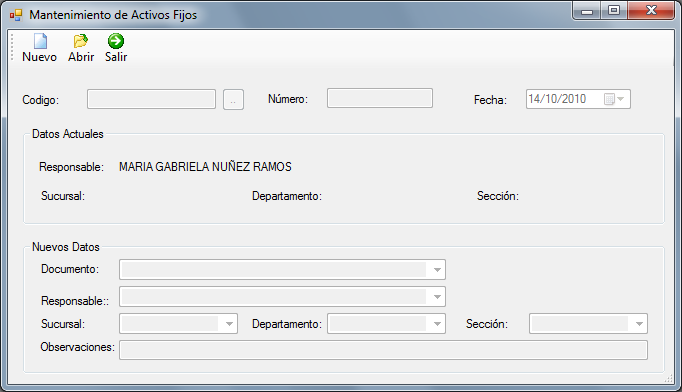 Mantenimiento de Activos Fijos
Nuevo Abrir Salir
Codigo: .. Número: Fecha: 14/10/2010
Datos Actuales
Responsable: MARIA GABRIELA NUÑEZ RAMOS
Sucursal: Departamento: Sección:
Nuevos Datos
Documento:
Responsable::
Sucursal: Departamento: Sección:
Observaciones: